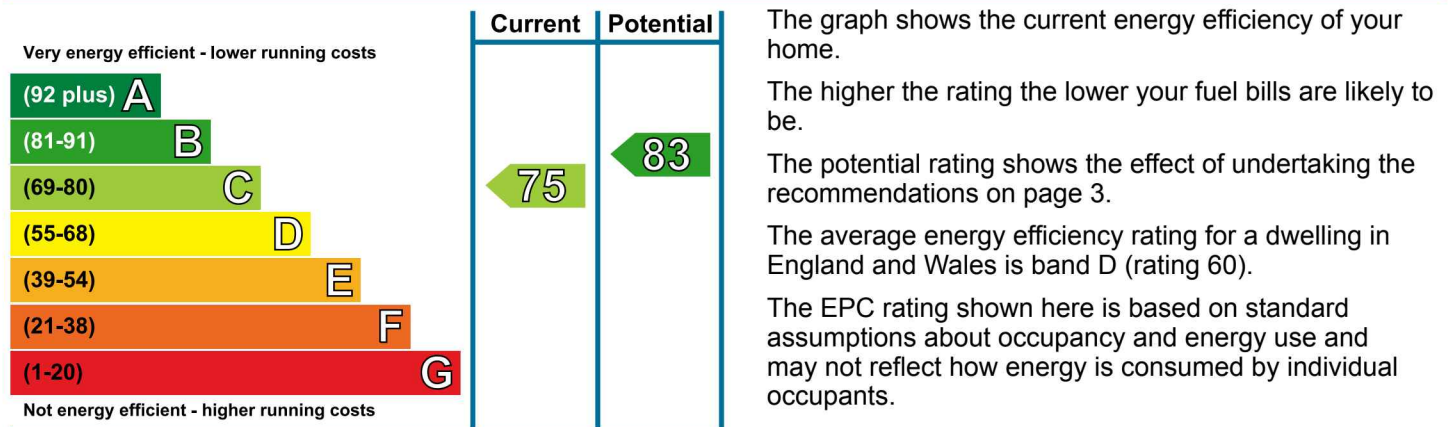 Current Potential
Very energy efficient - lower running costs
(92 plus) A
(81-91) B
(69-80) C
(55-68) D
(39-54) E
(21-38) F
(1-20) G
Not energy efficient - higher running costs
75
83
The graph shows the current energy efficiency of your
home.
The higher the rating the lower your fuel bills are likely to
be.
The potential rating shows the effect of undertaking the
recommendations on page 3.
The average energy efficiency rating for a dwelling in
England and Wales is band D (rating 60).
The EPC rating shown here is based on standard
assumptions about occupancy and energy use and
may not reflect how energy is consumed by individual
occupants.